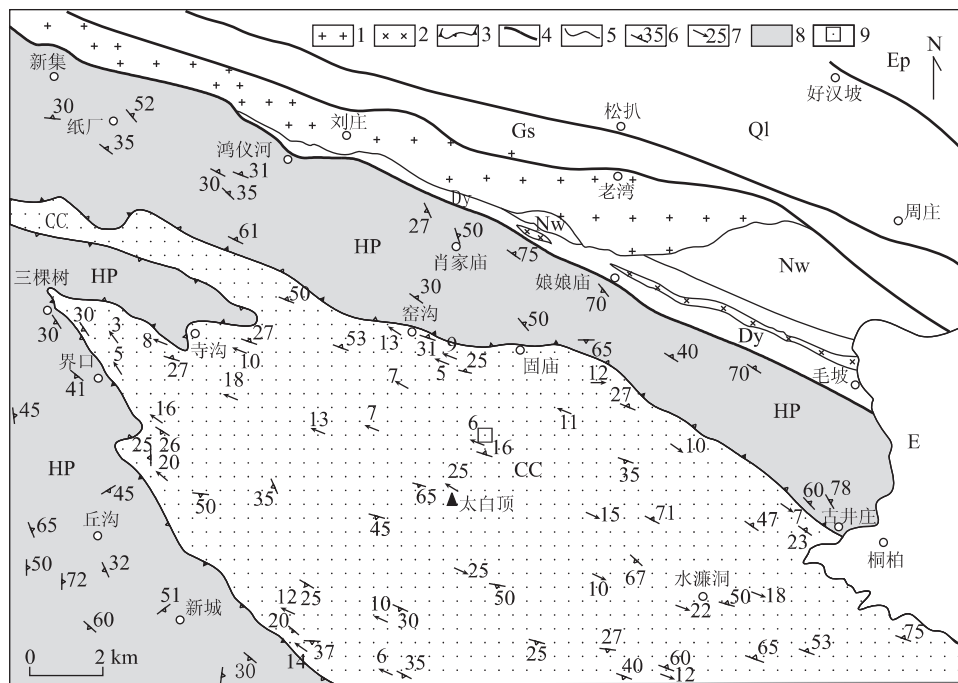 1 2 3 4 5 35 6 25 7 8 9
N
Ep
好汉坡
新集
松扒
Ql
30 52
纸厂
刘庄
Gs
35
鸿仪河
31
30 35
老湾
Dy
周庄
CC
27
Nw
61
HP
50
75
肖家庙
Nw
HP
三棵树
娘娘庙
50
30
70
30
3
27
窑沟
50
Dy
30
8
寺沟
53 13 31 9
65 40
5
27
10
5 25
固庙
70
毛坡
界口
41
18
7
12
HP
45
16
13 7
6
11
27
E
26
16
10
25
20
HP
25
CC
35
45
50
35
65
太白顶
60 78
65
丘沟
45
15
71
47
7
古井庄
23
桐柏
50
72
32
25
67
水濂洞
51
新城
12 25
10
50
10
50 18
60
20
30
22
37
27
53
75
25
65
0 2 km
30
14
6
35
40
60
12